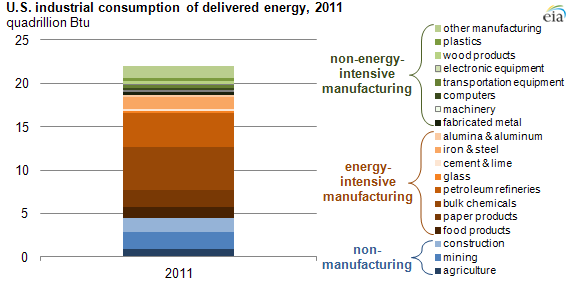 U.S. industrial consumption of delivered energy, 2011
quadrillion Btu
eia
25
20
15
10
5
0
2011
non-energy-
intensive
manufacturing
energy-
intensive
manufacturing
non-
manufacturing
other manufacturing
plastics
wood products
electronic equipment
transportation equipment
computers
machinery
fabricated metal
alumina & aluminum
iron & steel
cement & lime
glass
petroleum refineries
bulk chemicals
paper products
food products
construction
mining
agriculture